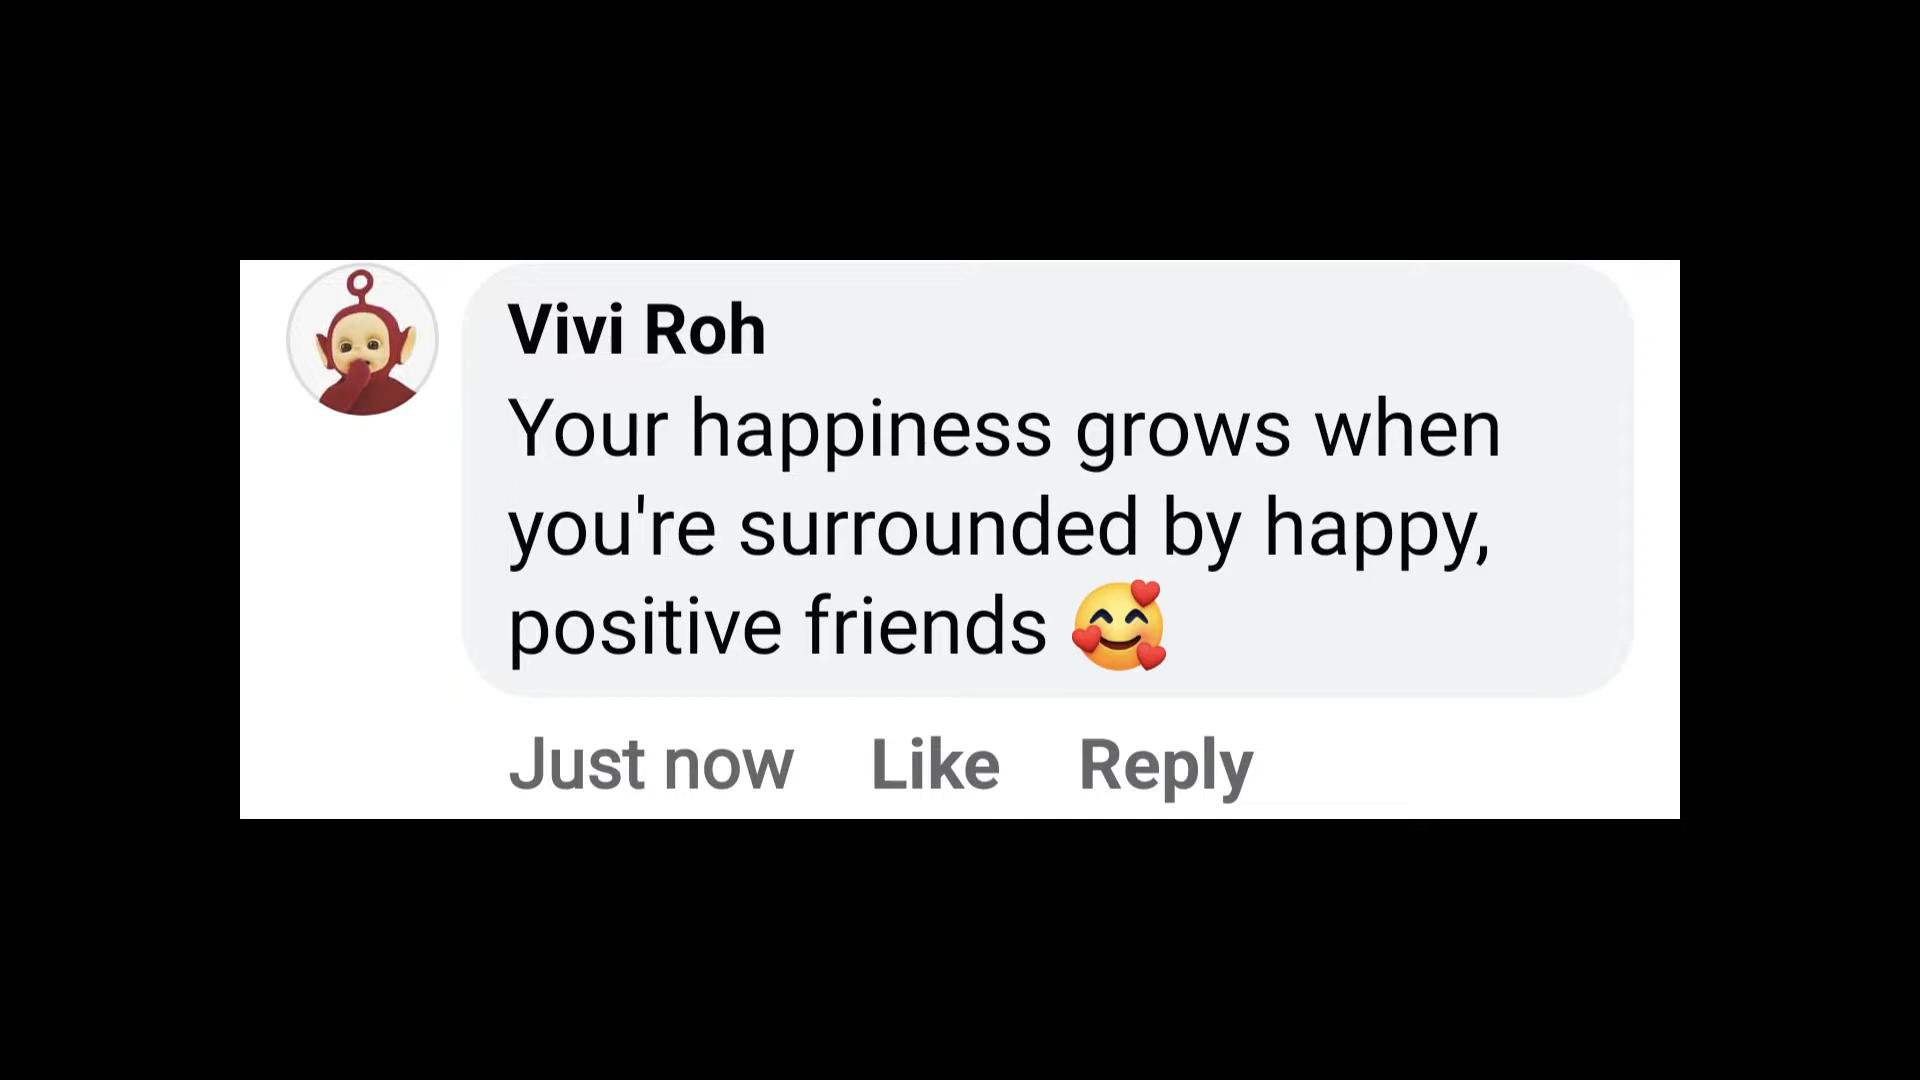 Vivi Roh
Your happiness grows when
you're surrounded by happy,
positive friends 🥰
Just now Like Reply